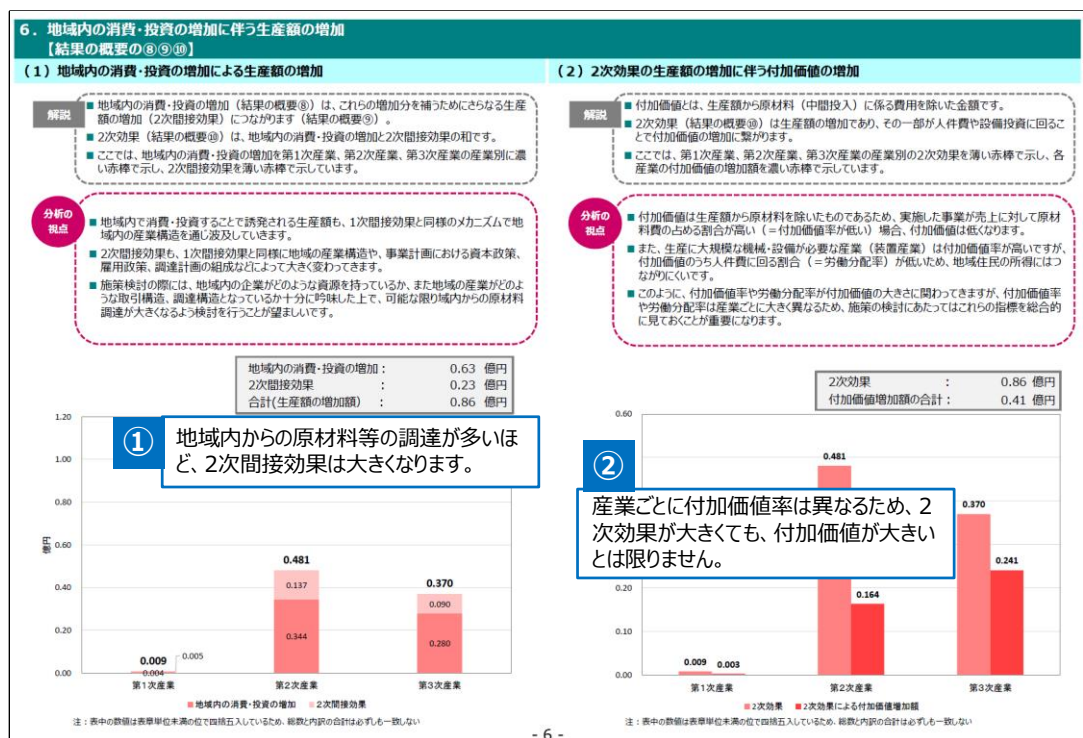 6．地域内の消費・投資の増加に伴う生産額の増加
【結果の概要の⑧⑨⑩】
（1）地域内の消費・投資の増加による生産額の増加
解説
■ 地域内の消費・投資の増加（結果の概要⑧）は、これらの増加分を補うためにさらなる生産
額の増加（2次間接効果）につながります（結果の概要⑨）。
■ 2次効果（結果の概要⑩）は、地域内の消費・投資の増加と2次間接効果の和です。
■ ここでは、地域内の消費・投資の増加を第1次産業、第2次産業、第3次産業の産業別に濃
い赤棒で示し、2次間接効果を薄い赤棒で示しています。
分析の
視点
■ 地域内で消費・投資することで誘発される生産額も、1次間接効果と同様のメカニズムで地
域内の産業構造を通じ波及していきます。
■ 2次間接効果も、1次間接効果と同様に地域の産業構造や、事業計画における資本政策、
雇用政策、調達計画の組成などによって大きく変わってきます。
■ 施策検討の際には、地域内の企業がどのような資源を持っているか、また地域の産業がどのよ
うな取引構造、調達構造となっているか十分に吟味した上で、可能な限り域内からの原材料
調達が大きくなるよう検討を行うことが望ましいです。
地域内の消費・投資の増加： 0.63 億円
2次間接効果 ： 0.23 億円
合計(生産額の増加額) ： 0.86 億円
①
地域内からの原材料等の調達が多いほ
ど、2次間接効果は大きくなります。
億円
1.20
1.00
0.80
0.60
0.40
0.20
0.00
0.009
0.005
0.004
0.481
0.137
0.344
0.370
0.090
0.280
第1次産業 第2次産業 第3次産業
■地域内の消費・投資の増加 ■2次間接効果
注：表中の数値は表章単位未満の位で四捨五入しているため、総数と内訳の合計は必ずしも一致しない
（2）2次効果の生産額の増加に伴う付加価値の増加
解説
■ 付加価値とは、生産額から原材料（中間投入）に係る費用を除いた金額です。
■ 2次効果（結果の概要⑩）は生産額の増加であり、その一部が人件費や設備投資に回るこ
とで付加価値の増加に繋がります。
■ ここでは、第1次産業、第2次産業、第3次産業の産業別の2次効果を薄い赤棒で示し、各
産業の付加価値の増加額を濃い赤棒で示しています。
分析の
視点
■ 付加価値は生産額から原材料を除いたものであるため、実施した事業が売上に対して原材
料費の占める割合が高い（＝付加価値率が低い）場合、付加価値は低くなります。
■ また、生産に大規模な機械・設備が必要な産業（装置産業）は付加価値率が高いですが、
付加価値のうち人件費に回る割合（＝労働分配率）が低いため、地域住民の所得にはつ
ながりにくいです。
■ このように、付加価値率や労働分配率が付加価値の大きさに関わってきますが、付加価値率
や労働分配率は産業ごとに大きく異なるため、施策の検討にあたってはこれらの指標を総合的
に見ておくことが重要になります。
2次効果 ： 0.86 億円
付加価値増加額の合計： 0.41 億円
②
産業ごとに付加価値率は異なるため、2
次効果が大きくても、付加価値が大きい
とは限りません。
0.60
0.20
0.10
0.00
0.009
0.003
0.481
0.164
0.370
0.241
第1次産業 第2次産業 第3次産業
■2次効果 ■2次効果による付加価値増加額
注：表中の数値は表章単位未満の位で四捨五入しているため、総数と内訳の合計は必ずしも一致しない
- 6 -